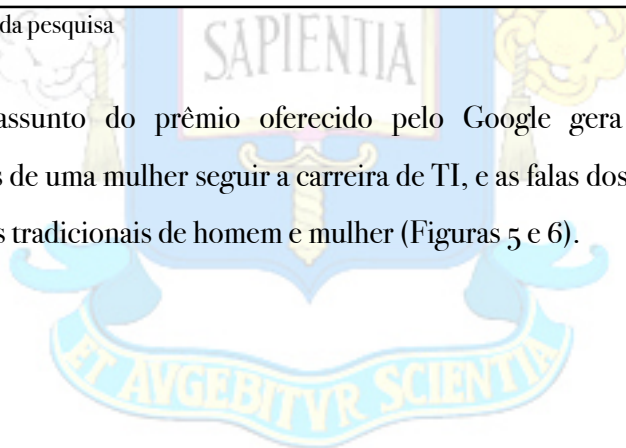 da pesquisa
SAPIENTIA
assunto do prêmio oferecido pelo Google gera
s de uma mulher seguir a carreira de TI, e as falas dos
s tradicionais de homem e mulher (Figuras 5 e 6).
ET AVGEBITVR SCIENTIA